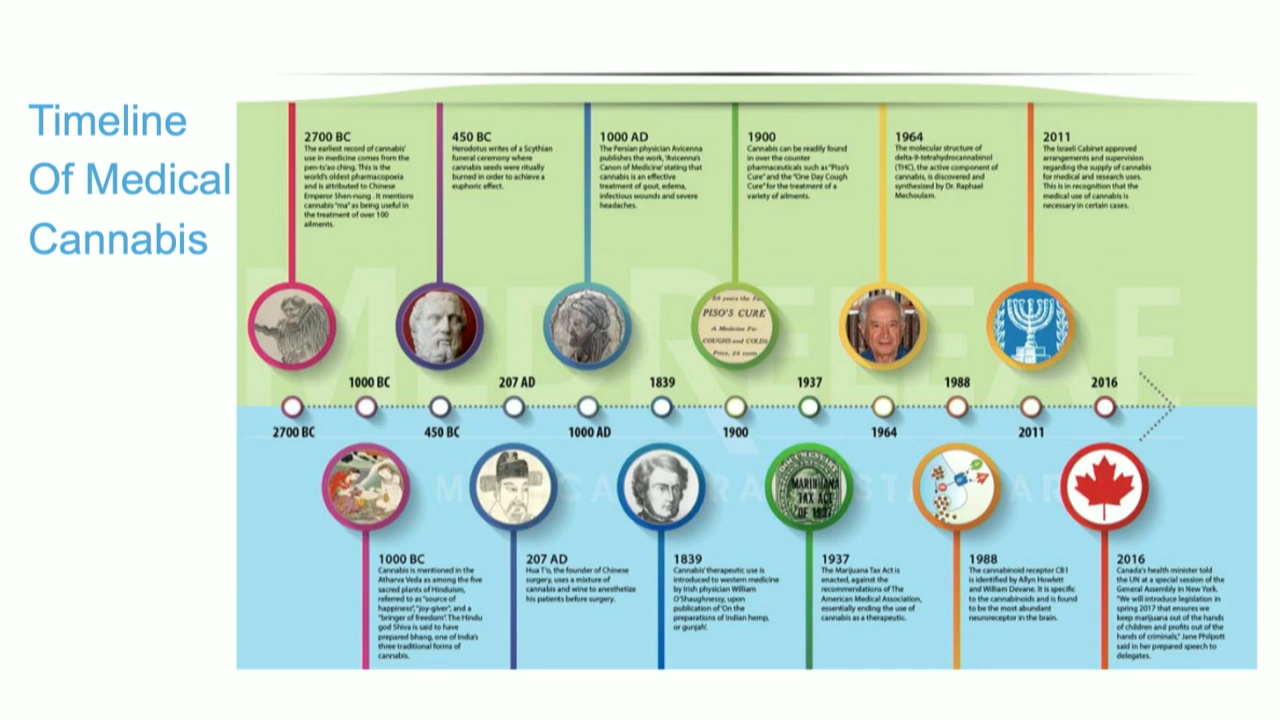 Timeline
Of Medical
Cannabis
2700 BC
The earliest record of cannabis'
use in medicine comes from the
pen-ts'ao ching. This is the
world's oldest pharmacopoeia
and is attributed to Chinese
Emperor Shen-nung . It mentions
cannabis "ma" as being useful in
the treatment of over 100
ailments.
450 BC
Herodotus writes of a Scythian
funeral ceremony where
cannabis seeds were ritually
burned in order to achieve a
euphoric effect.
1000 AD
The Persian physician Avicenna
publishes the work, 'Avicenna's
Canon of Medicine' stating that
cannabis is an effective
treatment of gout, edema,
infectious wounds and severe
headaches.
1900
Cannabis can be readily found
in over the counter
pharmaceuticals such as "Piso's
Cure" and the "One Day Cough
Cure" for the treatment of a
variety of ailments.
1964
The molecular structure of
delta-9-tetrahydrocannabinol
(THC), the active component of
cannabis, is discovered and
synthesized by Dr. Raphael
Mechoulam.
2011
The Israeli Cabinet approved
arrangements and supervision
regarding the supply of cannabis
for medical and research uses.
This is in recognition that the
medical use of cannabis is
necessary in certain cases.
MEDRELEAF
PISO'S CURE
A Medicine For
COUGHS and COLDS
1000 BC
207 AD
1839
1937
1988
2016
2700 BC
450 BC
1000 AD
1900
1964
2011
DOCUMENTARY
MARIHUANA
TAX ACT
OF 1937
1000 BC
Cannabis is mentioned in the
Atharva Veda as among the five
sacred plants of Hinduism,
referred to as "source of
happiness", "joy-giver", and a
"bringer of freedom". The Hindu
god Shiva is said to have
prepared bhang, one of India's
three traditional forms of
cannabis.
207 AD
Hua T'o, the founder of Chinese
surgery, uses a mixture of
cannabis and wine to anesthetize
his patients before surgery.
1839
Cannabis' therapeutic use is
introduced to western medicine
by Irish physician William
O'Shaughnessy, upon
publication of 'On the
preparations of Indian hemp,
or gunjah'.
1937
The Marijuana Tax Act is
enacted, against the
recommendations of The
American Medical Association,
essentially ending the use of
cannabis as a therapeutic.
1988
The cannabinoid receptor CB1
is identified by Allyn Howlett
and William Devane. It is specific
to the cannabinoids and is found
to be the most abundant
neuroreceptor in the brain.
2016
Canada's health minister told
the UN at a special session of the
General Assembly in New York.
"We will introduce legislation in
spring 2017 that ensures we
keep marijuana out of the hands
of children and profits out of the
hands of criminals," Jane Philpott
said in her prepared speech to
delegates.